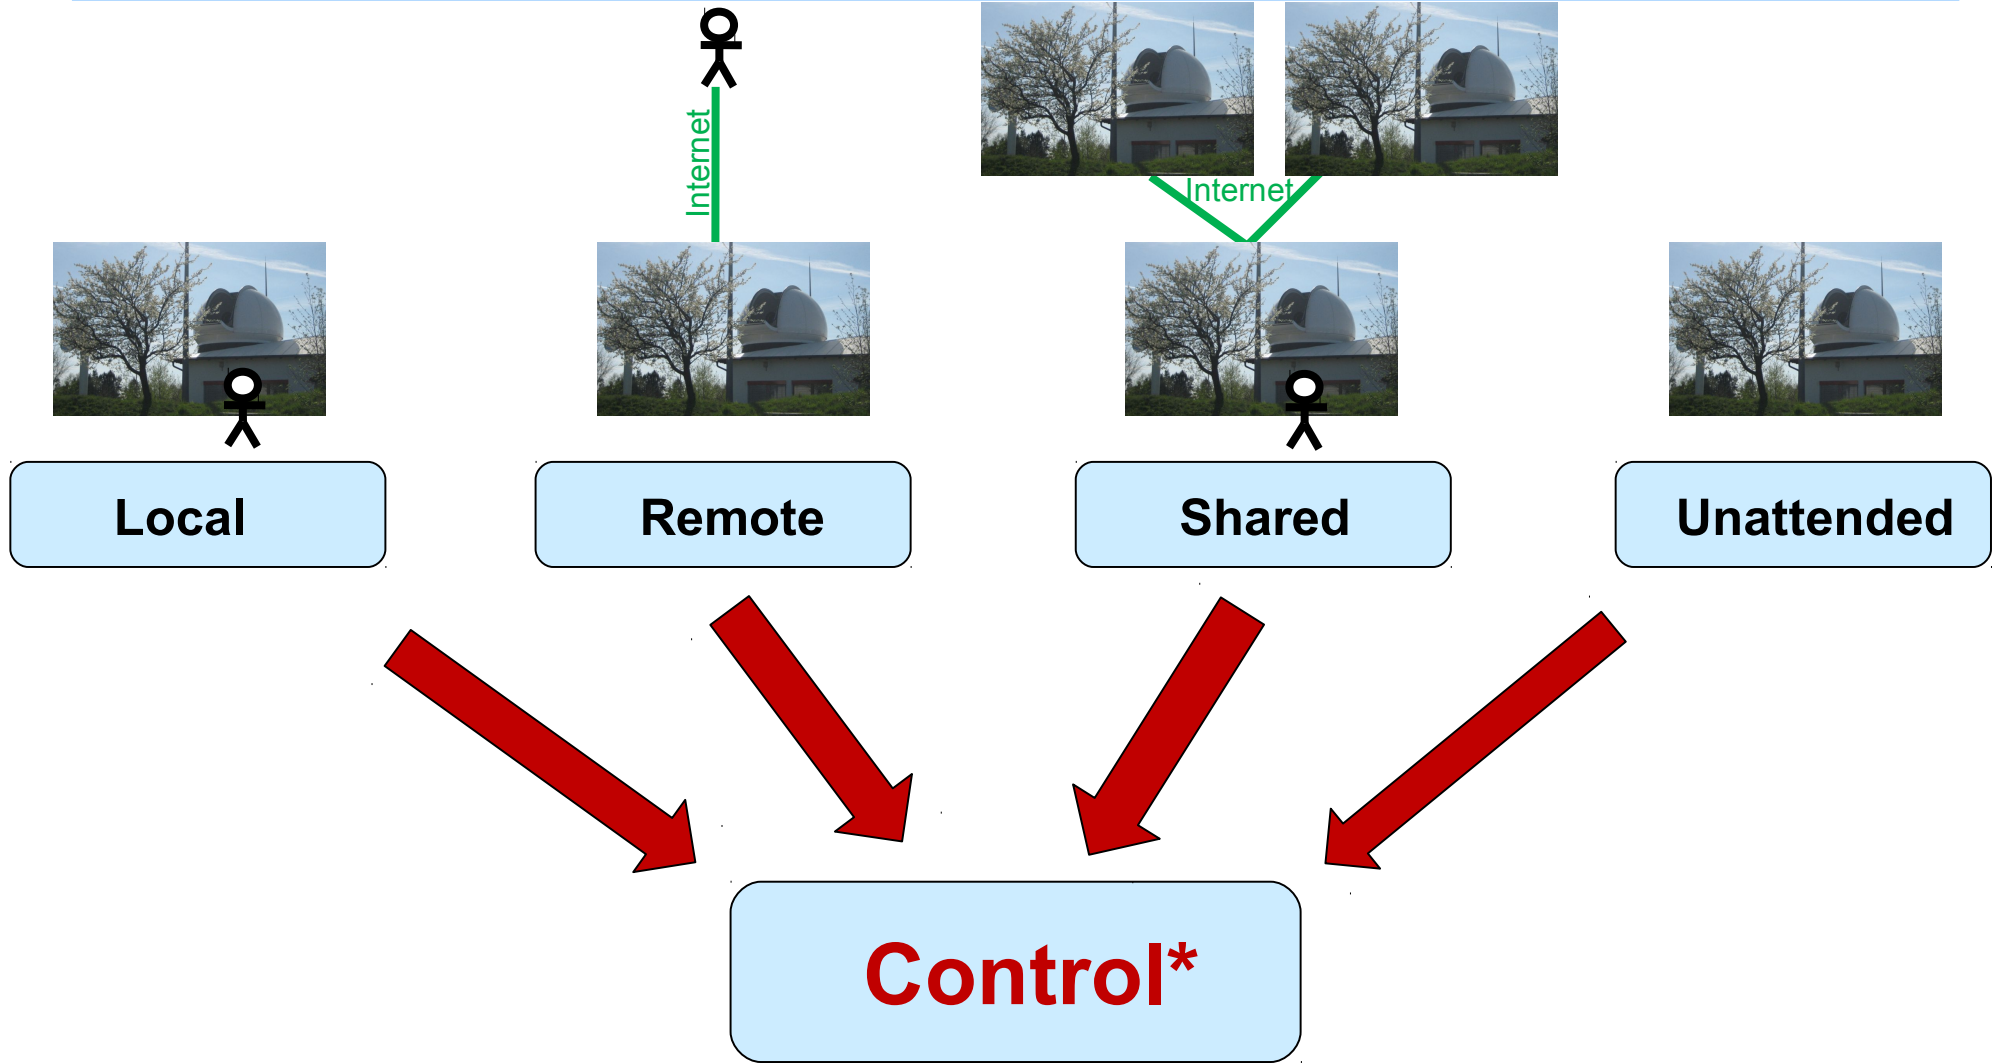 Internet
Internet
Local
Remote
Shared
Unattended
Control*